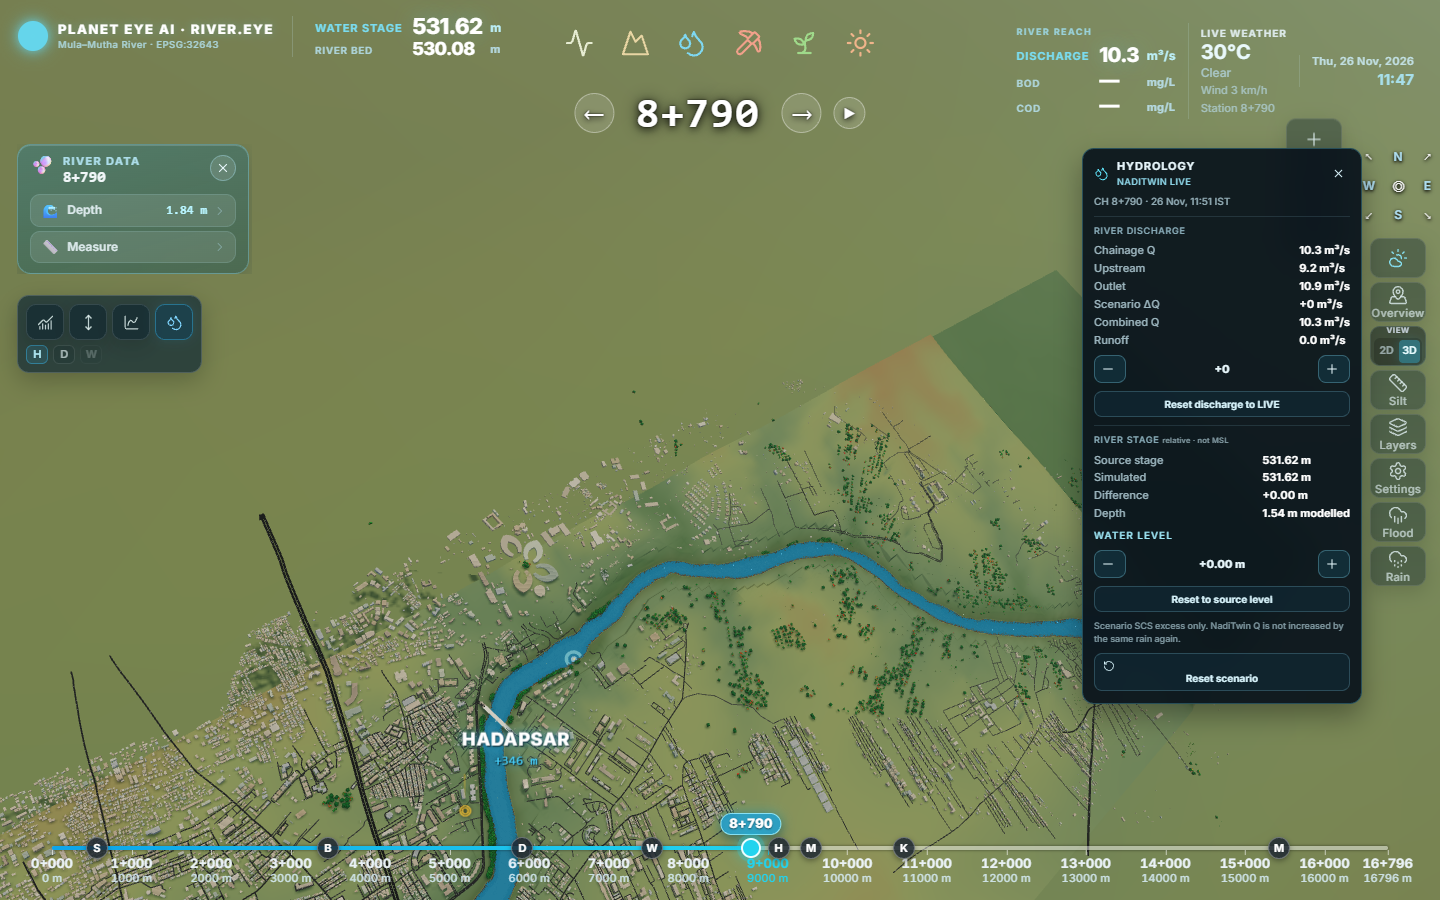 PLANET EYE AI · RIVER.EYE
Mula–Mutha River · EPSG:32643
WATER STAGE 531.62 m
RIVER BED 530.08 m
RIVER REACH
DISCHARGE 10.3 m³/s
BOD — mg/L
COD — mg/L
LIVE WEATHER
30°C
Clear
Wind 3 km/h
Station 8+790
Thu, 26 Nov, 2026
11:47
← 8+790 →
RIVER DATA
8+790
Depth 1.84 m
Measure
H D W
HYDROLOGY
NADITWIN LIVE
CH 8+790 · 26 Nov, 11:51 IST
RIVER DISCHARGE
Chainage Q 10.3 m³/s
Upstream 9.2 m³/s
Outlet 10.9 m³/s
Scenario ΔQ +0 m³/s
Combined Q 10.3 m³/s
Runoff 0.0 m³/s
− +0 +
Reset discharge to LIVE
RIVER STAGE relative · not MSL
Source stage 531.62 m
Simulated 531.62 m
Difference +0.00 m
Depth 1.54 m modelled
WATER LEVEL
− +0.00 m +
Reset to source level
Scenario SCS excess only. NadiTwin Q is not increased by
the same rain again.
Reset scenario
N
W E
S
Overview
VIEW
2D 3D
Silt
Layers
Settings
Flood
Rain
HADAPSAR
+346 m
8+790
S B D W H M K M
0+000 1+000 2+000 3+000 4+000 5+000 6+000 7+000 8+000 9+000 10+000 11+000 12+000 13+000 14+000 15+000 16+000 16+796
0 m 1000 m 2000 m 3000 m 4000 m 5000 m 6000 m 7000 m 8000 m 9000 m 10000 m 11000 m 12000 m 13000 m 14000 m 15000 m 16000 m 16796 m